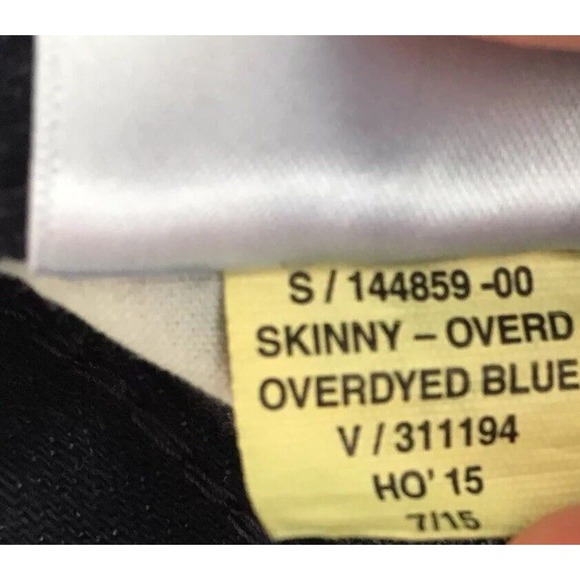 S / 144859 -00
SKINNY – OVERD
OVERDYED BLUE
V / 311194
HO' 15
7/15